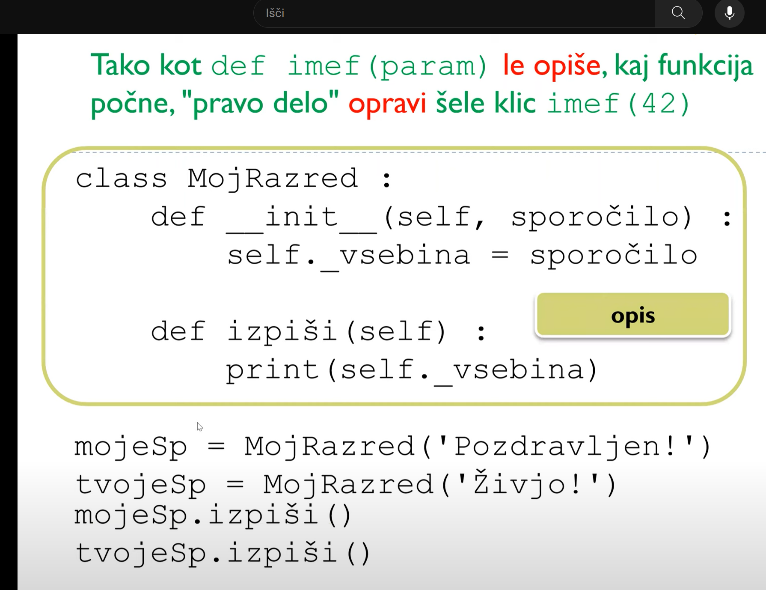 Išči
Tako kot def imef(param) le opiše, kaj funkcija
počne, "pravo delo" opravi šele klic imef(42)
class MojRazred :
    def __init__(self, sporočilo) :
        self._vsebina = sporočilo
opis
    def izpiši(self) :
        print(self._vsebina)
mojeSp = MojRazred('Pozdravljen!')
tvojeSp = MojRazred('Živjo!')
mojeSp.izpiši()
tvojeSp.izpiši()